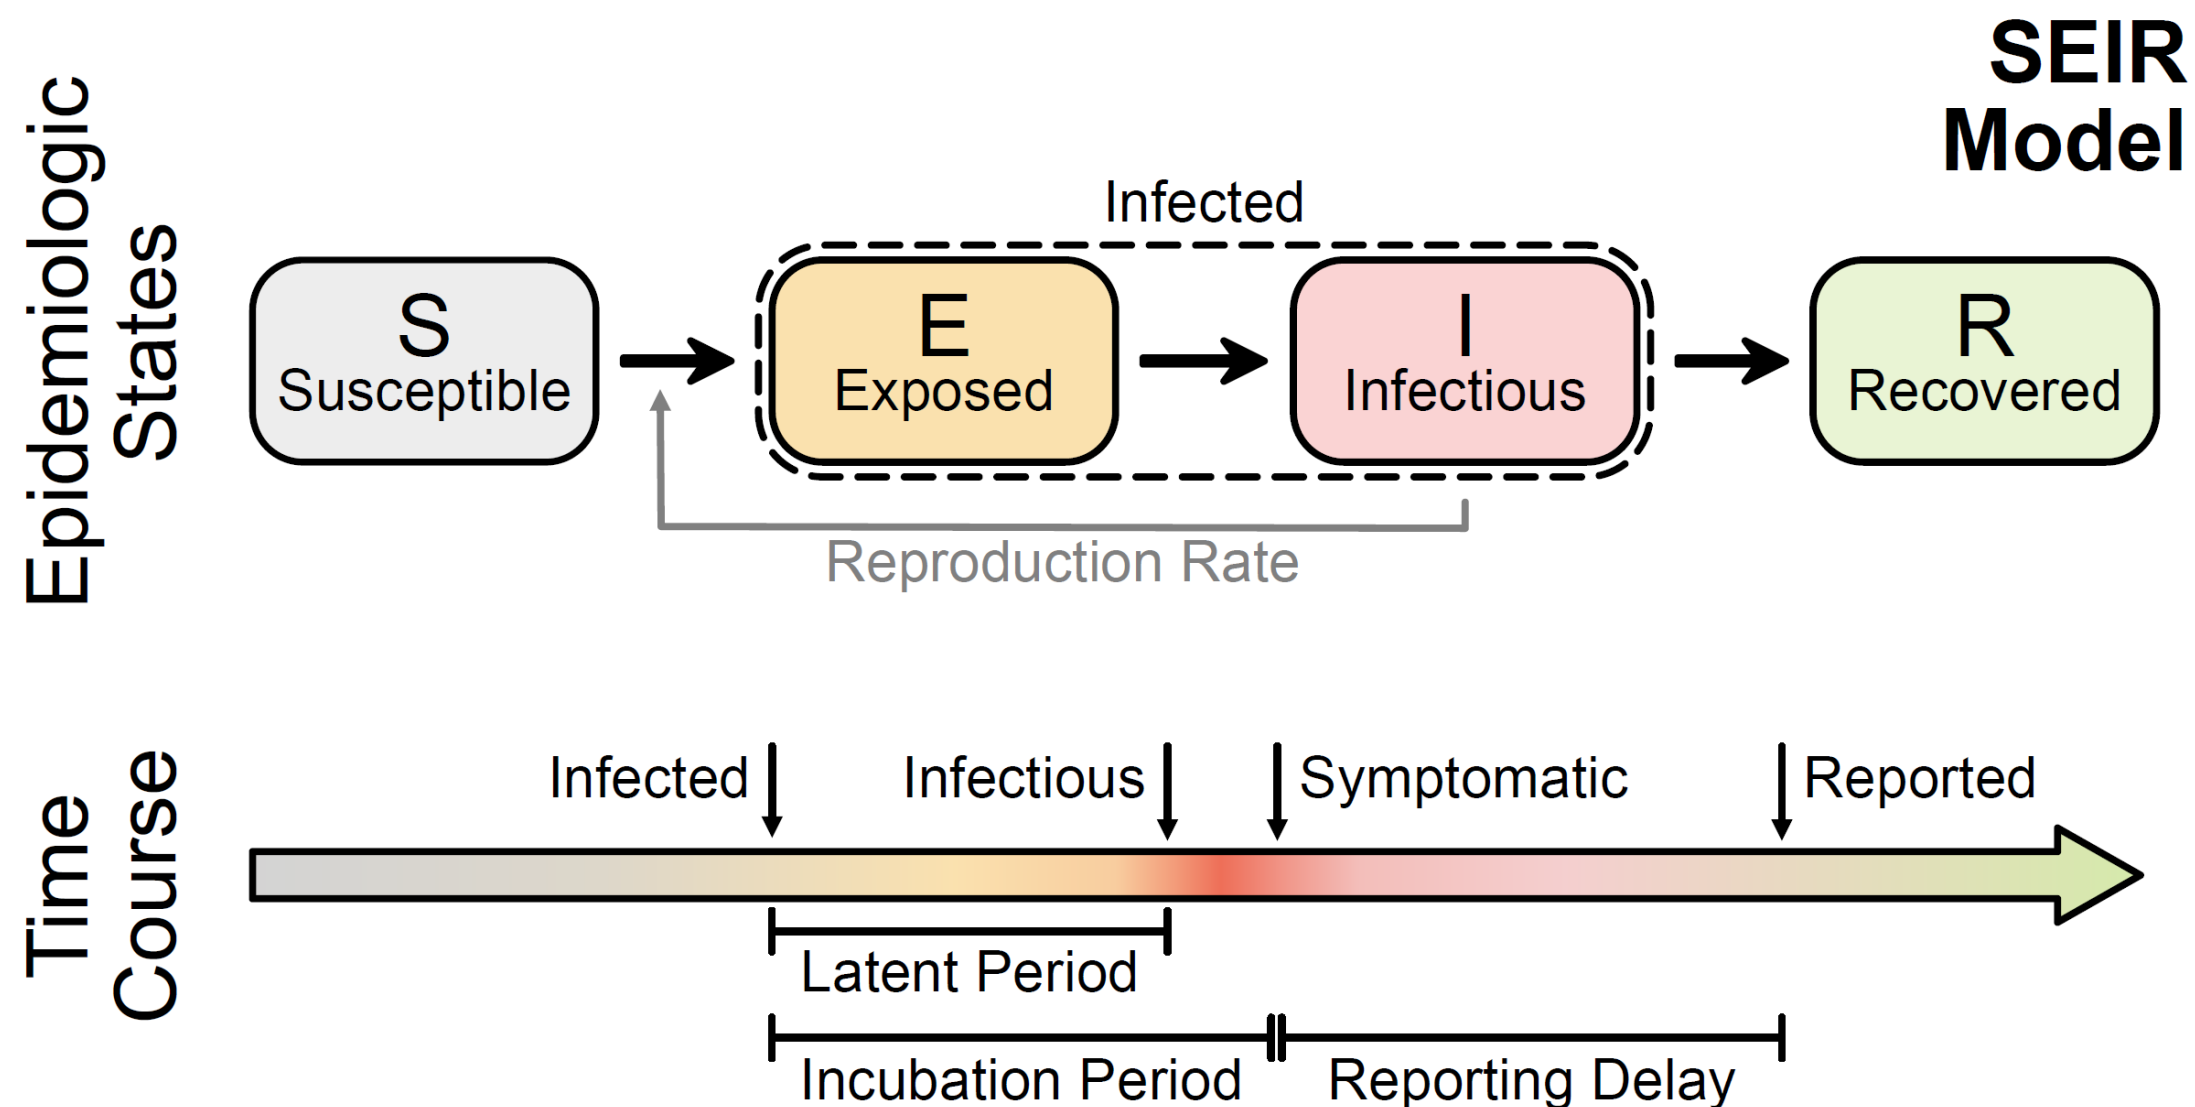 SEIR
Model
Epidemiologic
States
Infected
S
Susceptible
E
Exposed
I
Infectious
R
Recovered
Reproduction Rate
Time
Course
Infected
Infectious
Symptomatic
Reported
Latent Period
Incubation Period
Reporting Delay